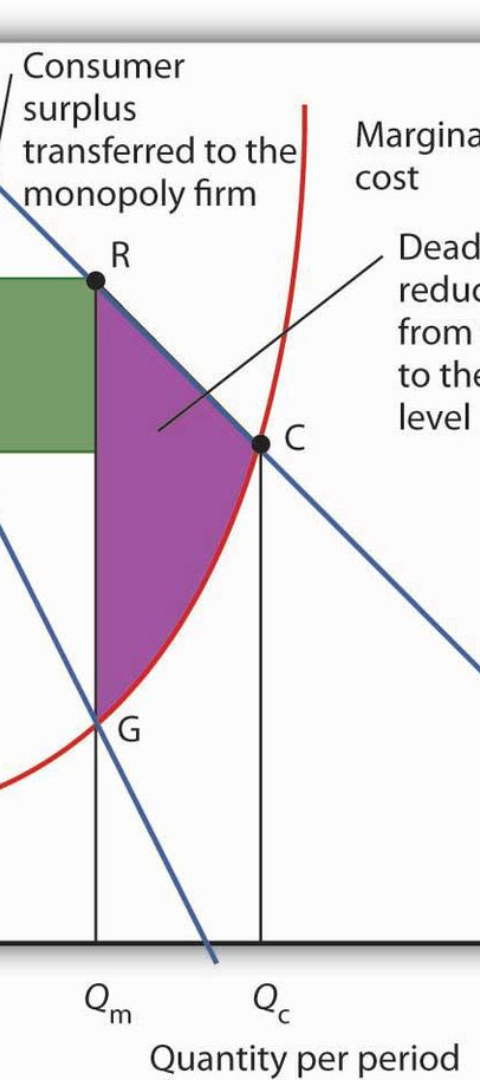 Consumer
surplus
transferred to the
monopoly firm
Margina
cost
R
Dead
reduc
from
to the
level
C
G
Qm
Qc
Quantity per period